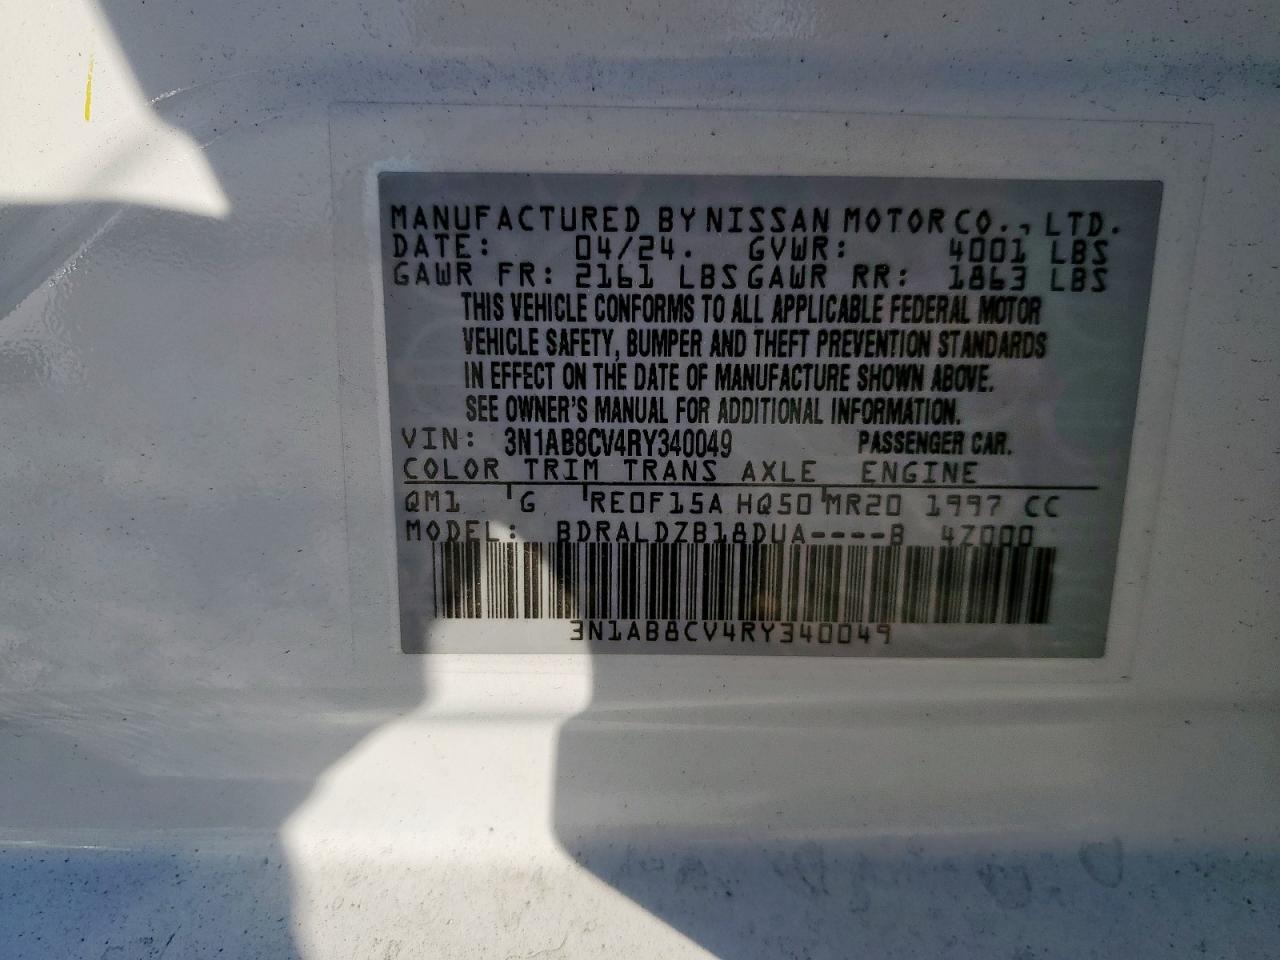 MANUFACTURED BY NISSAN MOTOR CO., LTD.
DATE: 04/24. GVWR: 4001 LBS
GAWR FR: 2161 LBS GAWR RR: 1863 LBS
THIS VEHICLE CONFORMS TO ALL APPLICABLE FEDERAL MOTOR
VEHICLE SAFETY, BUMPER AND THEFT PREVENTION STANDARDS
IN EFFECT ON THE DATE OF MANUFACTURE SHOWN ABOVE.
SEE OWNER'S MANUAL FOR ADDITIONAL INFORMATION.
VIN: 3N1AB8CV4RY340049 PASSENGER CAR.
COLOR TRIM TRANS AXLE ENGINE
QM1 G RE0F15A HQ50 MR20 1997 CC
MODEL: BDRALDZB18DUA----B 4Z000
3N1AB8CV4RY340049